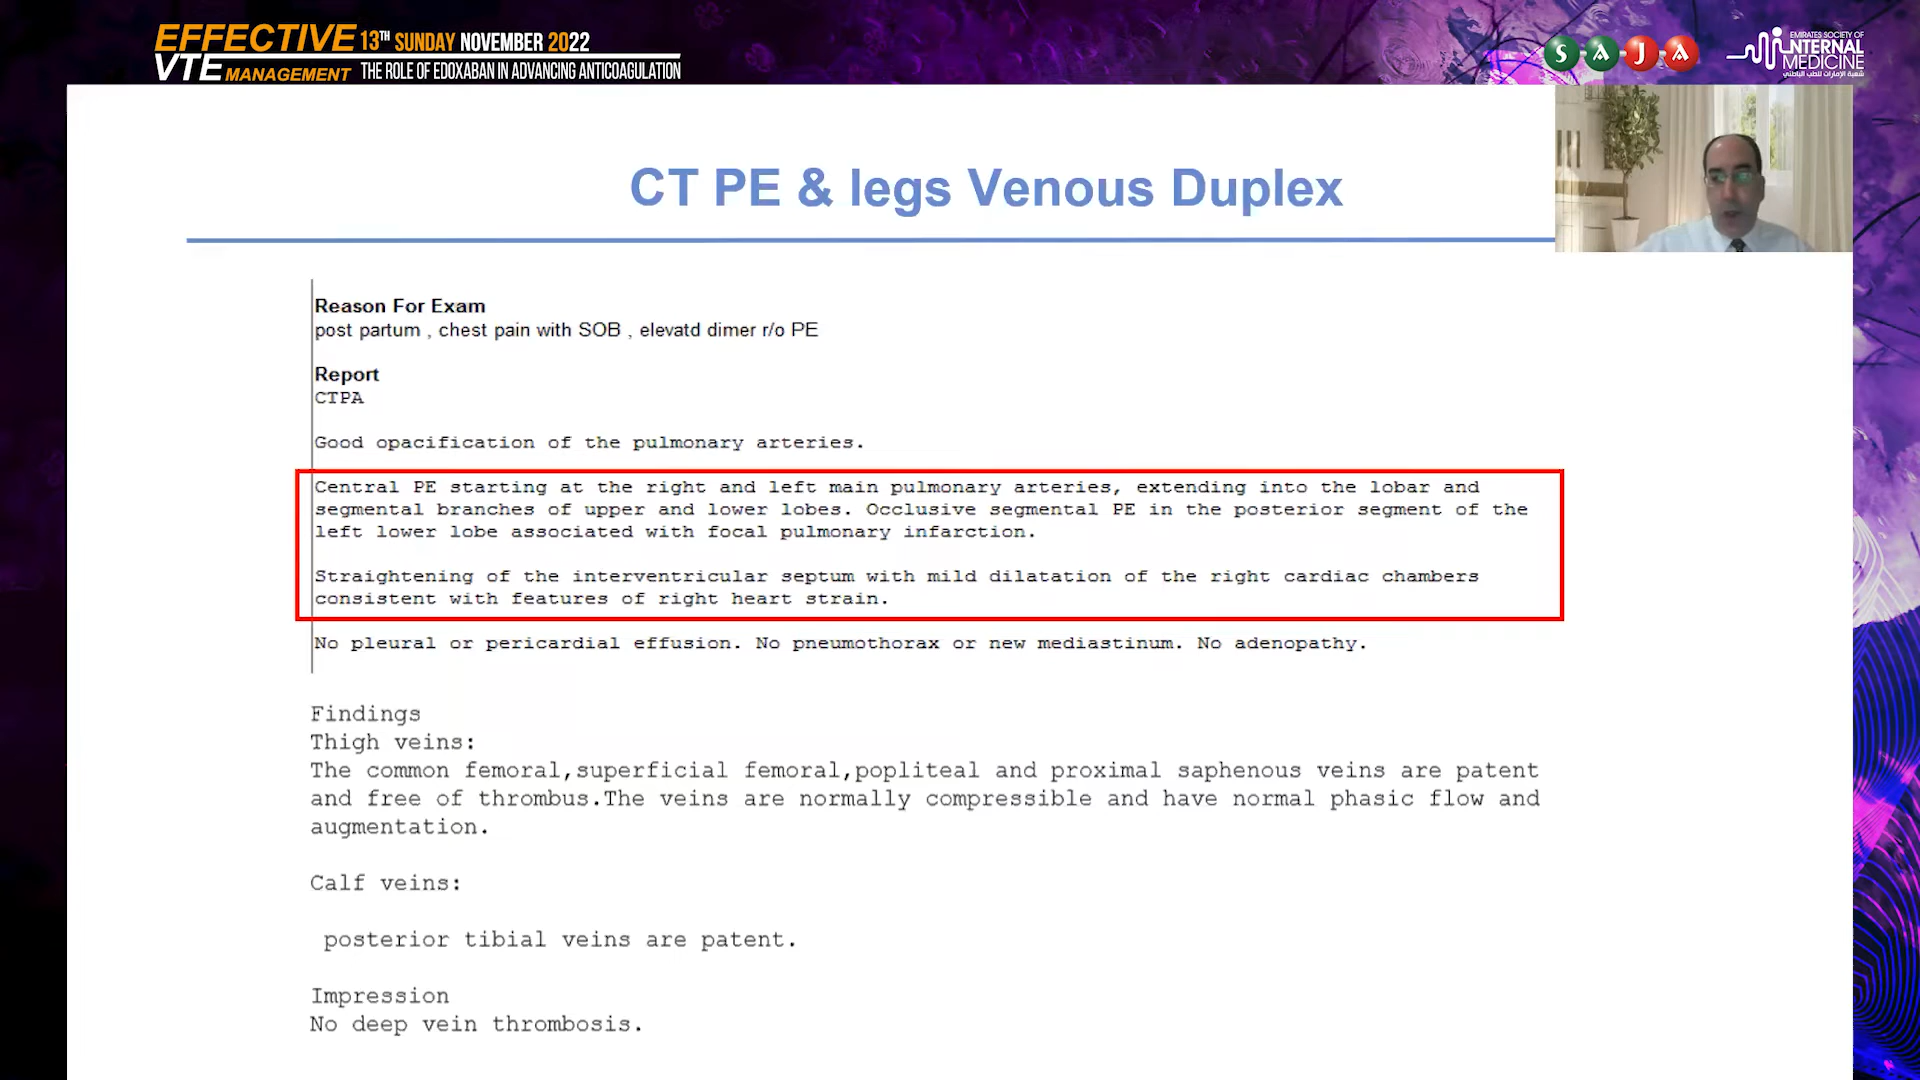 EFFECTIVE 13TH SUNDAY NOVEMBER 2022
VTE MANAGEMENT THE ROLE OF EDOXABAN IN ADVANCING ANTICOAGULATION
SAJA
EMIRATES SOCIETY OF
INTERNAL
MEDICINE
شعبة الإمارات للطب الباطني
CT PE & legs Venous Duplex
Reason For Exam
post partum , chest pain with SOB , elevatd dimer r/o PE
Report
CTPA
Good opacification of the pulmonary arteries.
Central PE starting at the right and left main pulmonary arteries, extending into the lobar and
segmental branches of upper and lower lobes. Occlusive segmental PE in the posterior segment of the
left lower lobe associated with focal pulmonary infarction.
Straightening of the interventricular septum with mild dilatation of the right cardiac chambers
consistent with features of right heart strain.
No pleural or pericardial effusion. No pneumothorax or new mediastinum. No adenopathy.
Findings
Thigh veins:
The common femoral,superficial femoral,popliteal and proximal saphenous veins are patent
and free of thrombus.The veins are normally compressible and have normal phasic flow and
augmentation.
Calf veins:
posterior tibial veins are patent.
Impression
No deep vein thrombosis.